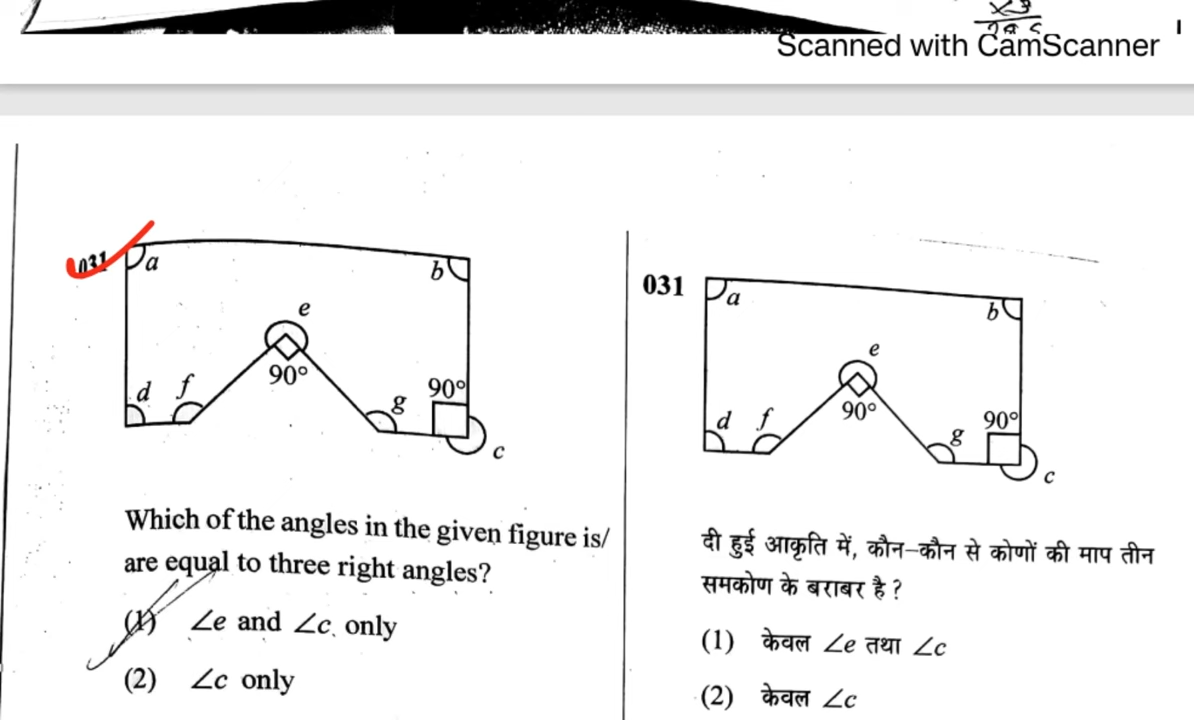 Scanned with CamScanner
031
a
b
e
90°
d f
g
90°
c
Which of the angles in the given figure is/
are equal to three right angles?
(1) ∠e and ∠c only
(2) ∠c only
031
a
b
e
90°
d f
g
90°
c
दी हुई आकृति में, कौन-कौन से कोणों की माप तीन
समकोण के बराबर है ?
(1) केवल ∠e तथा ∠c
(2) केवल ∠c